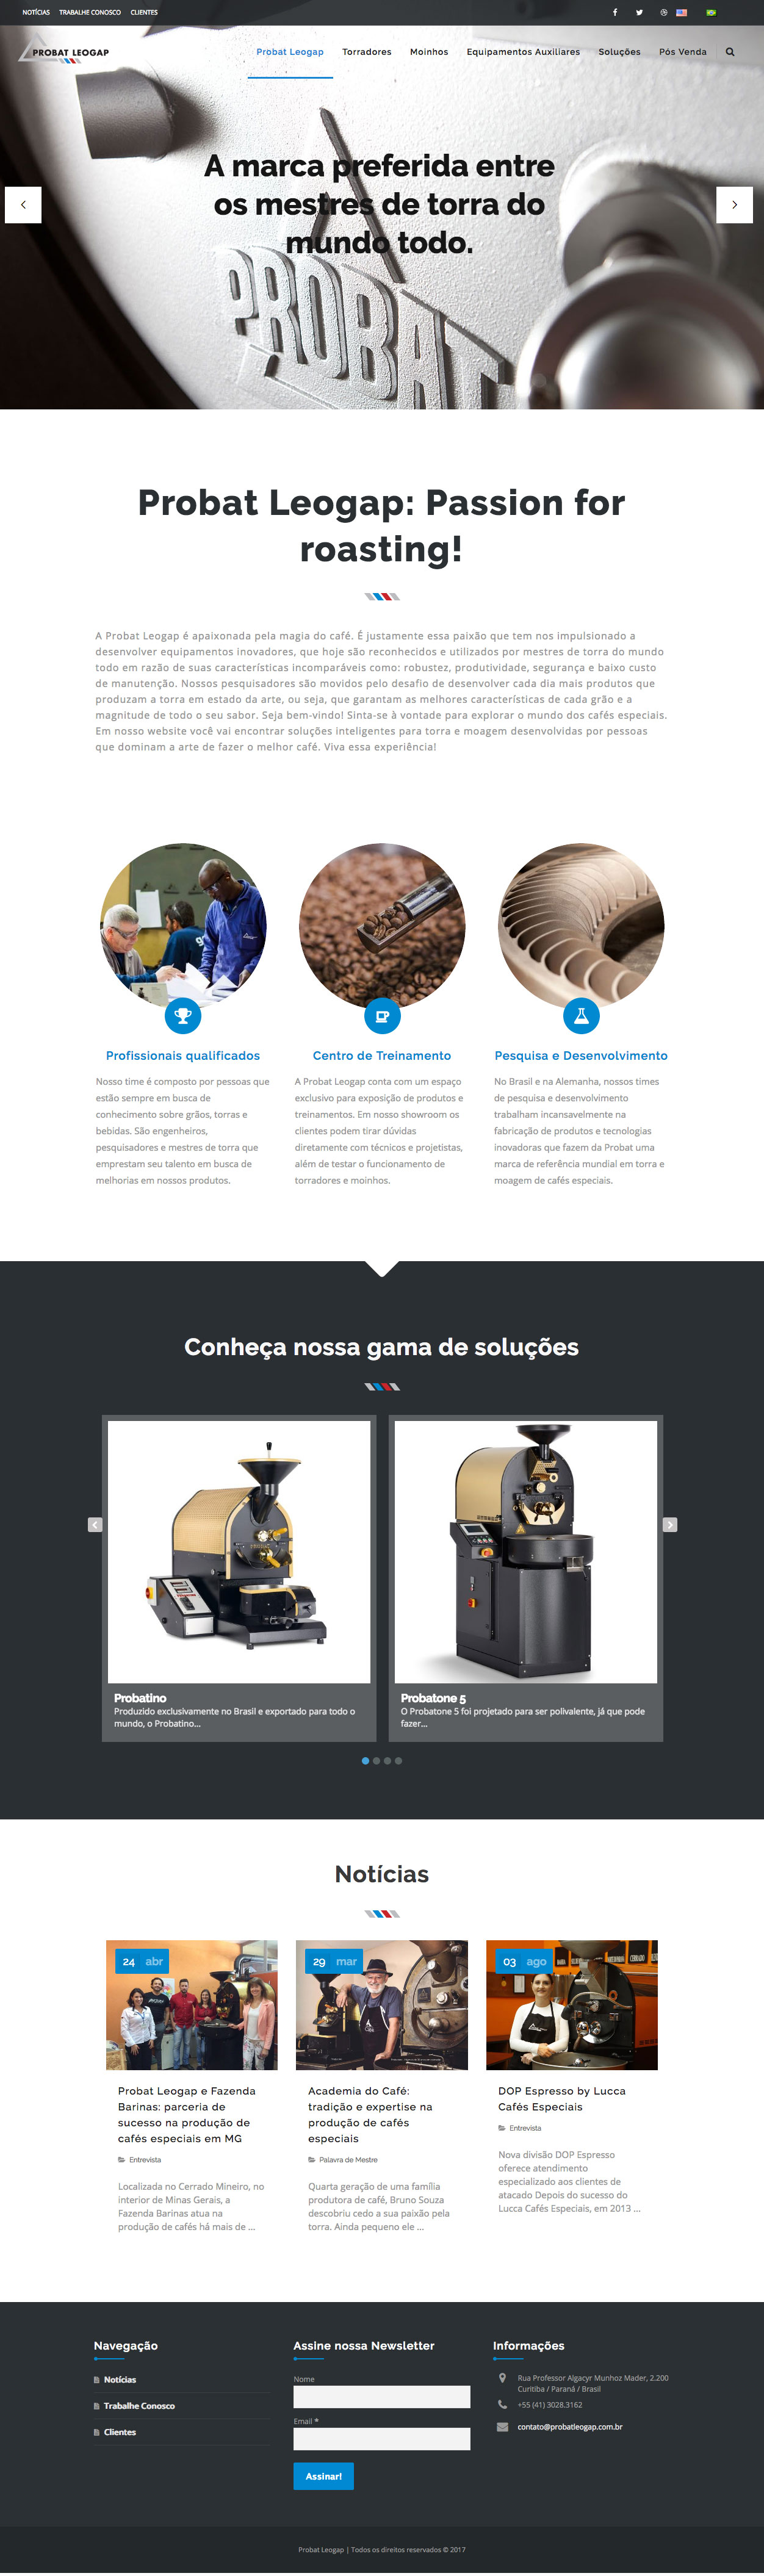 NOTÍCIAS TRABALHE CONOSCO CLIENTES
PROBAT LEOGAP
Probat Leogap Torradores Moinhos Equipamentos Auxiliares Soluções Pós Venda
A marca preferida entre
os mestres de torra do
mundo todo.
PROBAT
Probat Leogap: Passion for
roasting!
A Probat Leogap é apaixonada pela magia do café. É justamente essa paixão que tem nos impulsionado a
desenvolver equipamentos inovadores, que hoje são reconhecidos e utilizados por mestres de torra do mundo
todo em razão de suas características incomparáveis como: robustez, produtividade, segurança e baixo custo
de manutenção. Nossos pesquisadores são movidos pelo desafio de desenvolver cada dia mais produtos que
produzam a torra em estado da arte, ou seja, que garantam as melhores características de cada grão e a
magnitude de todo o seu sabor. Seja bem-vindo! Sinta-se à vontade para explorar o mundo dos cafés especiais.
Em nosso website você vai encontrar soluções inteligentes para torra e moagem desenvolvidas por pessoas
que dominam a arte de fazer o melhor café. Viva essa experiência!
Profissionais qualificados
Nosso time é composto por pessoas que
estão sempre em busca de
conhecimento sobre grãos, torras e
bebidas. São engenheiros,
pesquisadores e mestres de torra que
emprestam seu talento em busca de
melhorias em nossos produtos.
Centro de Treinamento
A Probat Leogap conta com um espaço
exclusivo para exposição de produtos e
treinamentos. Em nosso showroom os
clientes podem tirar dúvidas
diretamente com técnicos e projetistas,
além de testar o funcionamento de
torradores e moinhos.
Pesquisa e Desenvolvimento
No Brasil e na Alemanha, nossos times
de pesquisa e desenvolvimento
trabalham incansavelmente na
fabricação de produtos e tecnologias
inovadoras que fazem da Probat uma
marca de referência mundial em torra e
moagem de cafés especiais.
Conheça nossa gama de soluções
Probatino
Produzido exclusivamente no Brasil e exportado para todo o
mundo, o Probatino...
Probatone 5
O Probatone 5 foi projetado para ser polivalente, já que pode
fazer...
Notícias
24 abr
Probat Leogap e Fazenda
Barinas: parceria de
sucesso na produção de
cafés especiais em MG
Entrevista
Localizada no Cerrado Mineiro, no
interior de Minas Gerais, a
Fazenda Barinas atua na
produção de cafés há mais de ...
29 mar
Academia do Café:
tradição e expertise na
produção de cafés
especiais
Palavra de Mestre
Quarta geração de uma família
produtora de café, Bruno Souza
descobriu cedo a sua paixão pela
torra. Ainda pequeno ele ...
03 ago
DOP Espresso by Lucca
Cafés Especiais
Entrevista
Nova divisão DOP Espresso
oferece atendimento
especializado aos clientes de
atacado Depois do sucesso do
Lucca Cafés Especiais, em 2013 ...
Navegação
Notícias
Trabalhe Conosco
Clientes
Assine nossa Newsletter
Nome
Email *
Assinar!
Informações
Rua Professor Algacyr Munhoz Mader, 2.200
Curitiba / Paraná / Brasil
+55 (41) 3028.3162
contato@probatleogap.com.br
Probat Leogap | Todos os direitos reservados © 2017